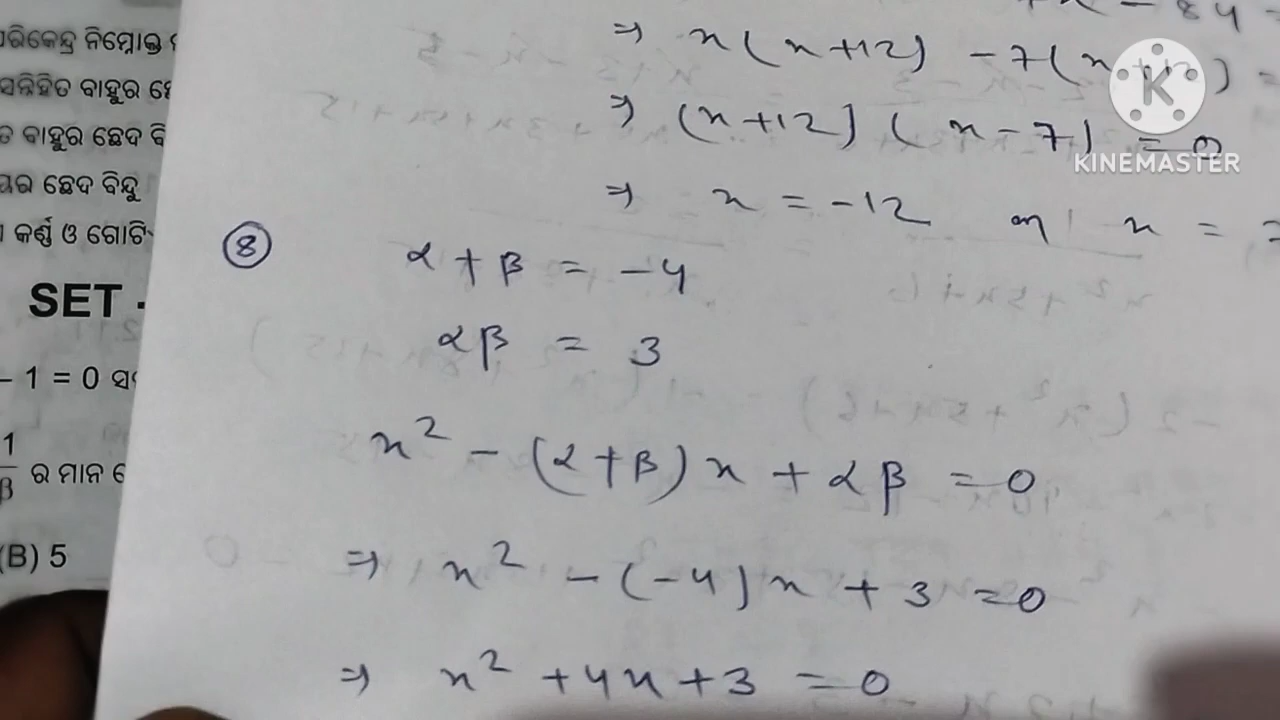 ନିମ୍ନୋକ୍ତ
ସନ୍ନିହିତ ବାହୁର
ବାହୁର ଛେଦ
ଛେଦ ବିନ୍ଦୁ
କର୍ଣ୍ଣ ଓ
SET -
– 1 = 0
1/β ର ମାନ
(B) 5
- 84 =
⇒ x(x+12) -7(x+12) =
⇒ (x+12) (x-7) = 0
⇒ x = -12 or x =
KINEMASTER
⑧ α + β = -4
αβ = 3
x² - (α+β)x + αβ = 0
⇒ x² - (-4)x + 3 = 0
⇒ x² + 4x + 3 = 0